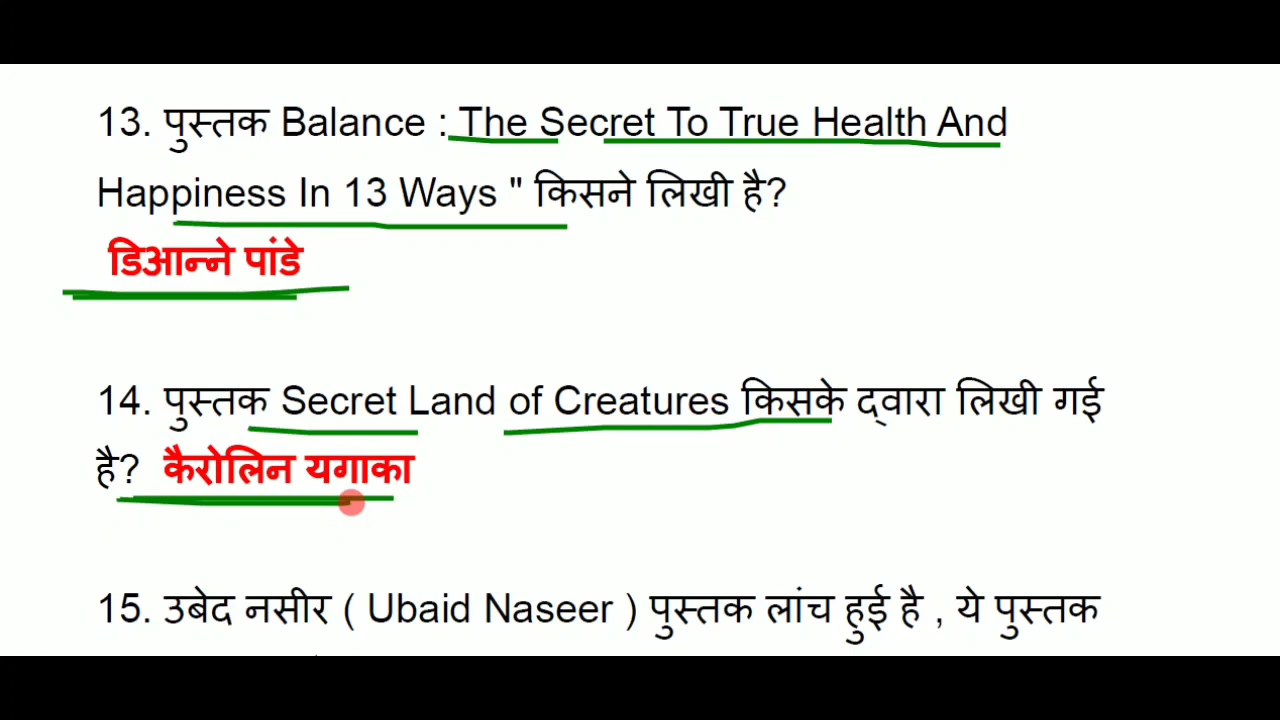 13. पुस्तक Balance : The Secret To True Health And
Happiness In 13 Ways " किसने लिखी है?
डिआन्ने पांडे
14. पुस्तक Secret Land of Creatures किसके द्वारा लिखी गई
है? कैरोलिन यगाका
15. उबेद नसीर ( Ubaid Naseer ) पुस्तक लांच हुई है , ये पुस्तक